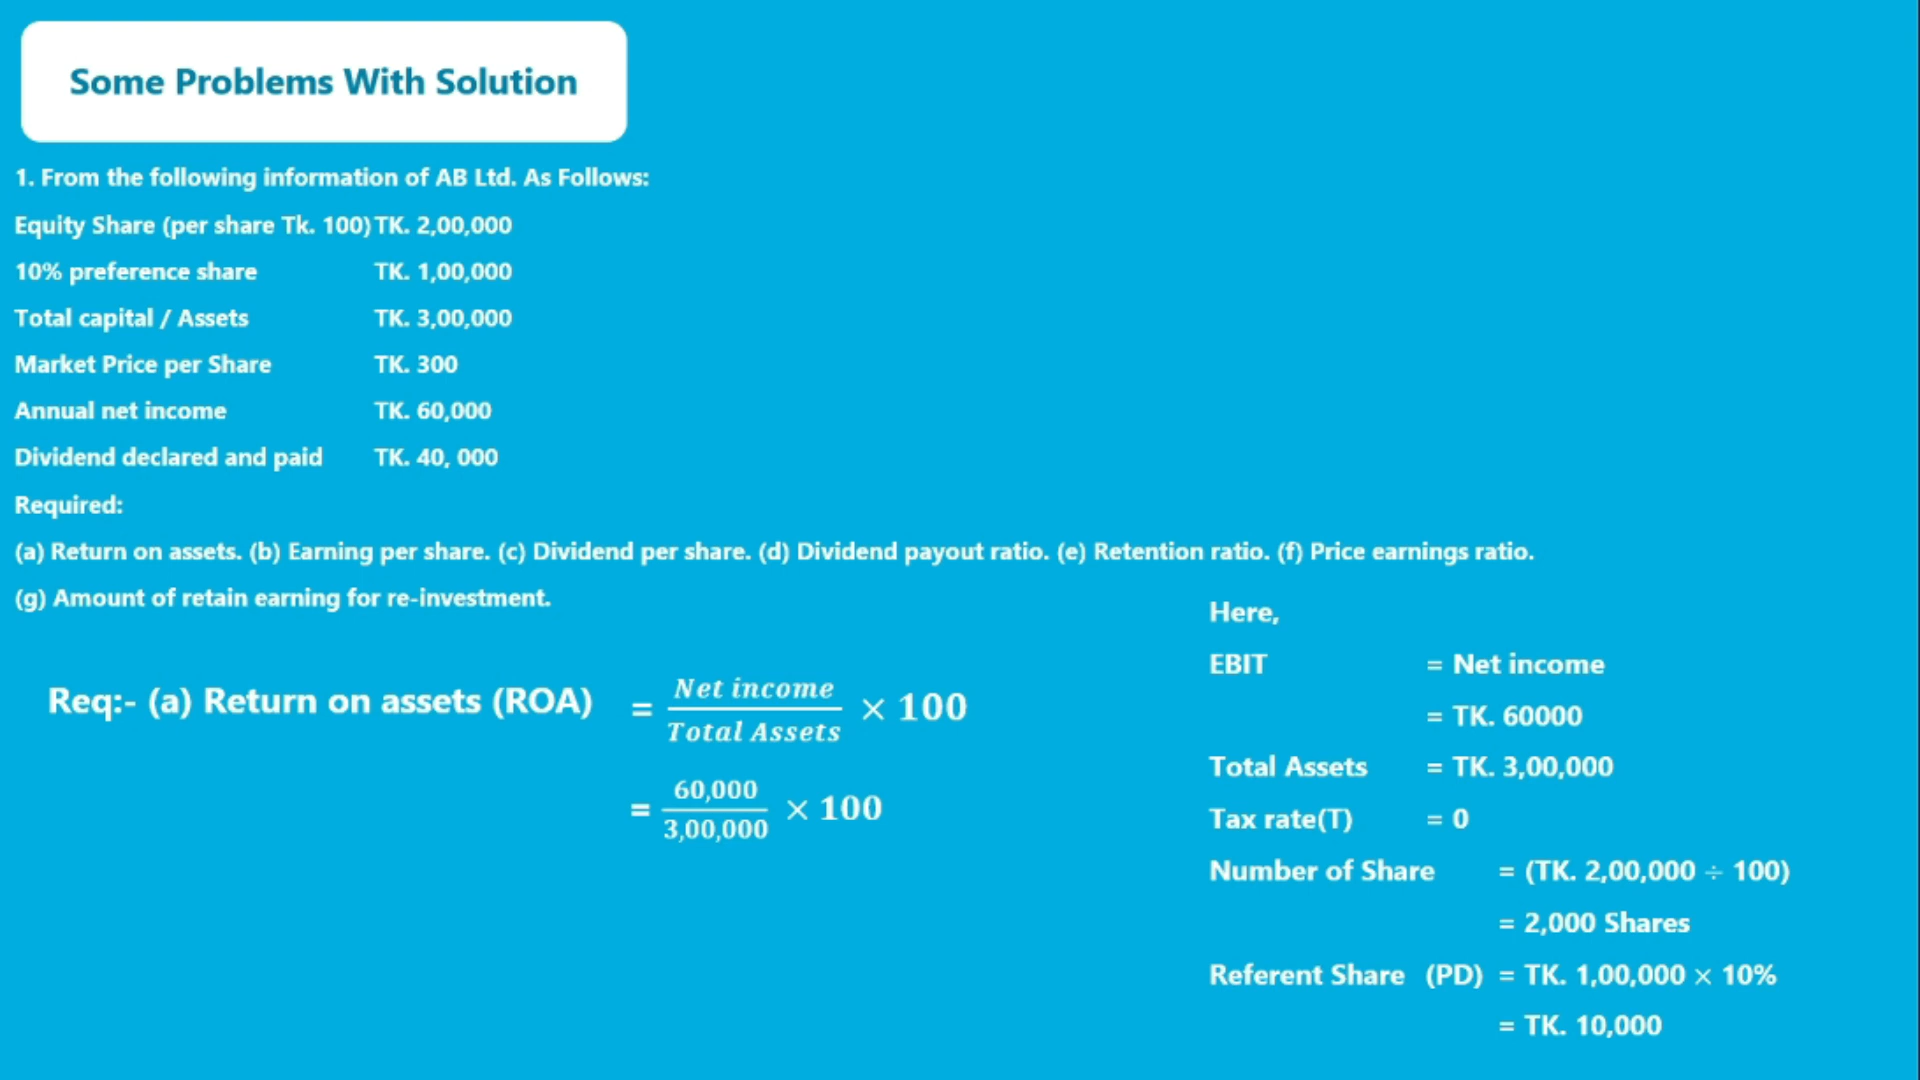 Some Problems With Solution
1. From the following information of AB Ltd. As Follows:
Equity Share (per share Tk. 100) TK. 2,00,000
10% preference share TK. 1,00,000
Total capital / Assets TK. 3,00,000
Market Price per Share TK. 300
Annual net income TK. 60,000
Dividend declared and paid TK. 40, 000
Required:
(a) Return on assets. (b) Earning per share. (c) Dividend per share. (d) Dividend payout ratio. (e) Retention ratio. (f) Price earnings ratio.
(g) Amount of retain earning for re-investment.
Req:- (a) Return on assets (ROA) = Net income / Total Assets × 100
= 60,000 / 3,00,000 × 100
Here,
EBIT = Net income
= TK. 60000
Total Assets = TK. 3,00,000
Tax rate(T) = 0
Number of Share = (TK. 2,00,000 ÷ 100)
= 2,000 Shares
Referent Share (PD) = TK. 1,00,000 × 10%
= TK. 10,000